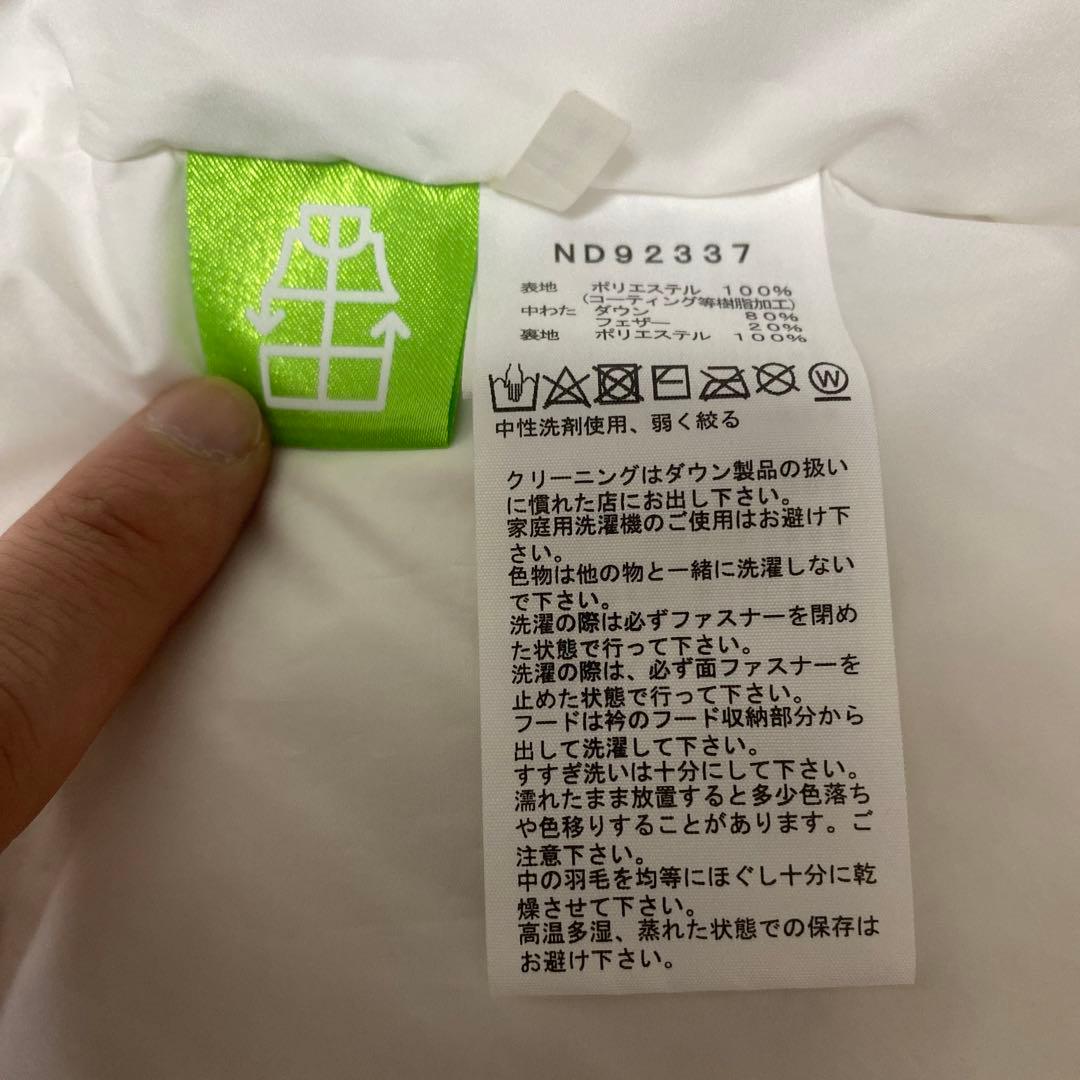 ND92337
表地 ポリエステル 100%
(コーティング等樹脂加工)
中わた ダウン 80%
フェザー 20%
裏地 ポリエステル 100%
W
中性洗剤使用、弱く絞る
クリーニングはダウン製品の扱い
に慣れた店にお出し下さい。
家庭用洗濯機のご使用はお避け下
さい。
色物は他の物と一緒に洗濯しない
で下さい。
洗濯の際は必ずファスナーを閉め
た状態で行って下さい。
洗濯の際は、必ず面ファスナーを
止めた状態で行って下さい。
フードは衿のフード収納部分から
出して洗濯して下さい。
すすぎ洗いは十分にして下さい。
濡れたまま放置すると多少色落ち
や色移りすることがあります。ご
注意下さい。
中の羽毛を均等にほぐし十分に乾
燥させて下さい。
高温多湿、蒸れた状態での保存は
お避け下さい。